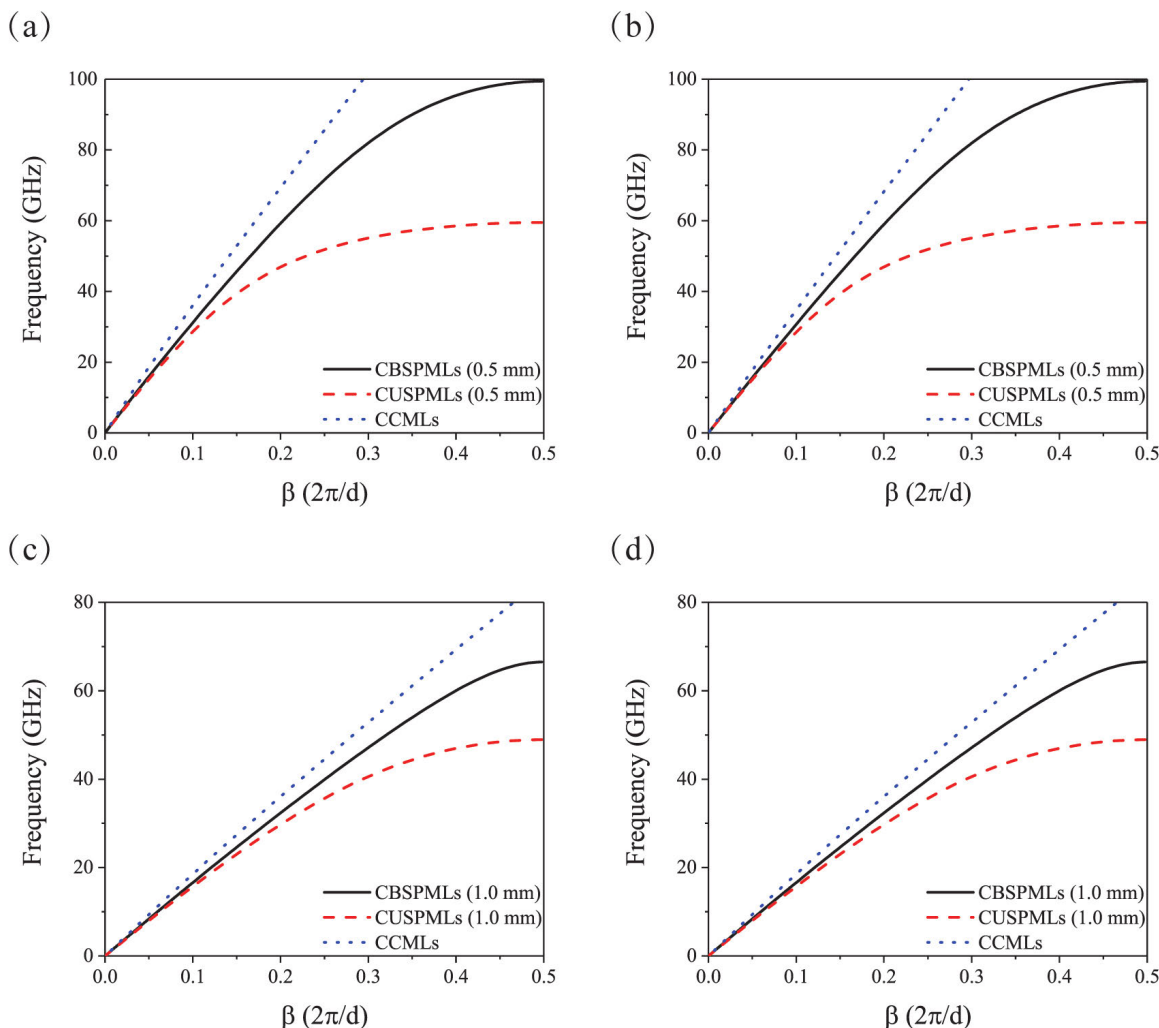 (a)
100
80
60
40
20
0
Frequency (GHz)
CBSPMLs (0.5 mm)
CUSPMLs (0.5 mm)
CCMLs
0.0 0.1 0.2 0.3 0.4 0.5
β (2π/d)
(b)
100
80
60
40
20
0
Frequency (GHz)
CBSPMLs (0.5 mm)
CUSPMLs (0.5 mm)
CCMLs
0.0 0.1 0.2 0.3 0.4 0.5
β (2π/d)
(c)
80
60
40
20
0
Frequency (GHz)
CBSPMLs (1.0 mm)
CUSPMLs (1.0 mm)
CCMLs
0.0 0.1 0.2 0.3 0.4 0.5
β (2π/d)
(d)
80
60
40
20
0
Frequency (GHz)
CBSPMLs (1.0 mm)
CUSPMLs (1.0 mm)
CCMLs
0.0 0.1 0.2 0.3 0.4 0.5
β (2π/d)